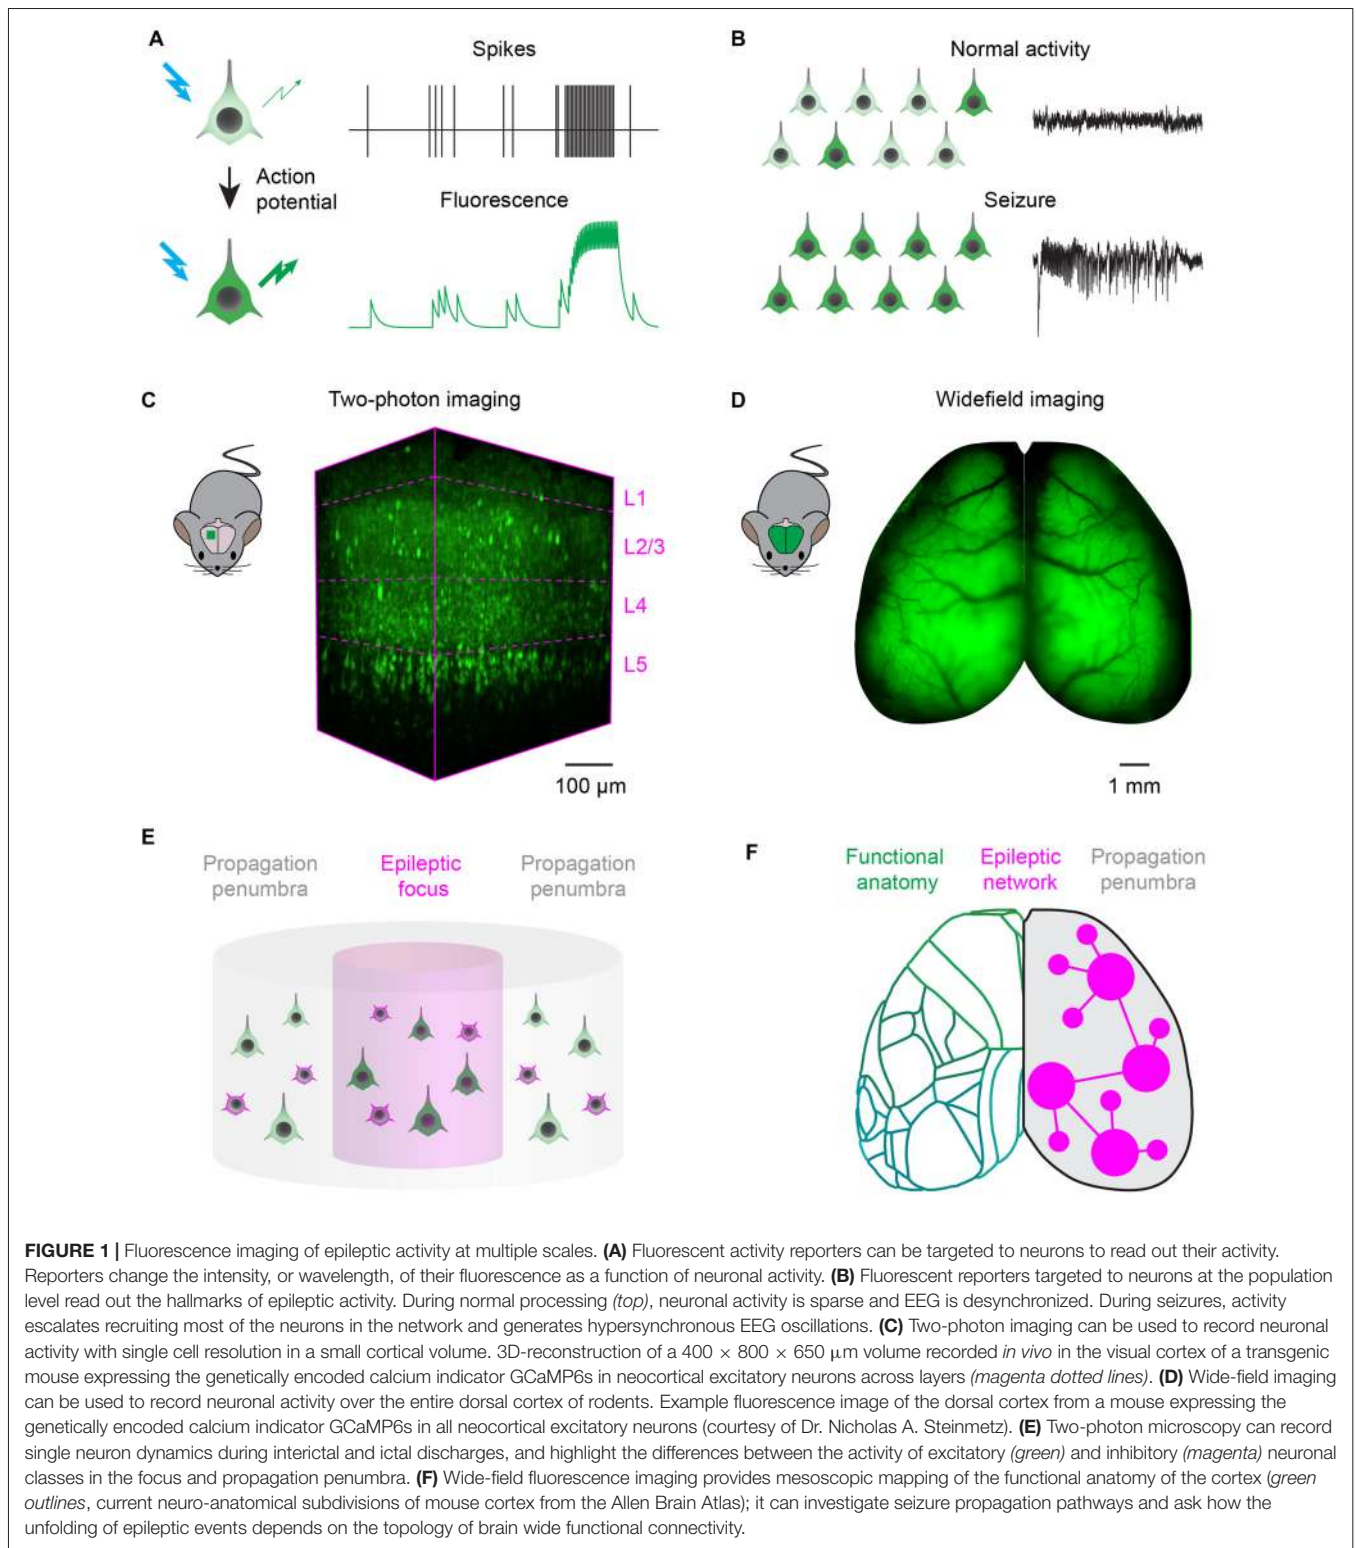 A
Spikes
Action
potential
Fluorescence
B
Normal activity
Seizure
C
Two-photon imaging
L1
L2/3
L4
L5
100 μm
D
Widefield imaging
1 mm
E
Propagation
penumbra
Epileptic
focus
Propagation
penumbra
F
Functional
anatomy
Epileptic
network
Propagation
penumbra
FIGURE 1 | Fluorescence imaging of epileptic activity at multiple scales. (A) Fluorescent activity reporters can be targeted to neurons to read out their activity.
Reporters change the intensity, or wavelength, of their fluorescence as a function of neuronal activity. (B) Fluorescent reporters targeted to neurons at the population
level read out the hallmarks of epileptic activity. During normal processing (top), neuronal activity is sparse and EEG is desynchronized. During seizures, activity
escalates recruiting most of the neurons in the network and generates hypersynchronous EEG oscillations. (C) Two-photon imaging can be used to record neuronal
activity with single cell resolution in a small cortical volume. 3D-reconstruction of a 400 × 800 × 650 μm volume recorded in vivo in the visual cortex of a transgenic
mouse expressing the genetically encoded calcium indicator GCaMP6s in neocortical excitatory neurons across layers (magenta dotted lines). (D) Wide-field imaging
can be used to record neuronal activity over the entire dorsal cortex of rodents. Example fluorescence image of the dorsal cortex from a mouse expressing the
genetically encoded calcium indicator GCaMP6s in all neocortical excitatory neurons (courtesy of Dr. Nicholas A. Steinmetz). (E) Two-photon microscopy can record
single neuron dynamics during interictal and ictal discharges, and highlight the differences between the activity of excitatory (green) and inhibitory (magenta) neuronal
classes in the focus and propagation penumbra. (F) Wide-field fluorescence imaging provides mesoscopic mapping of the functional anatomy of the cortex (green
outlines, current neuro-anatomical subdivisions of mouse cortex from the Allen Brain Atlas); it can investigate seizure propagation pathways and ask how the
unfolding of epileptic events depends on the topology of brain wide functional connectivity.